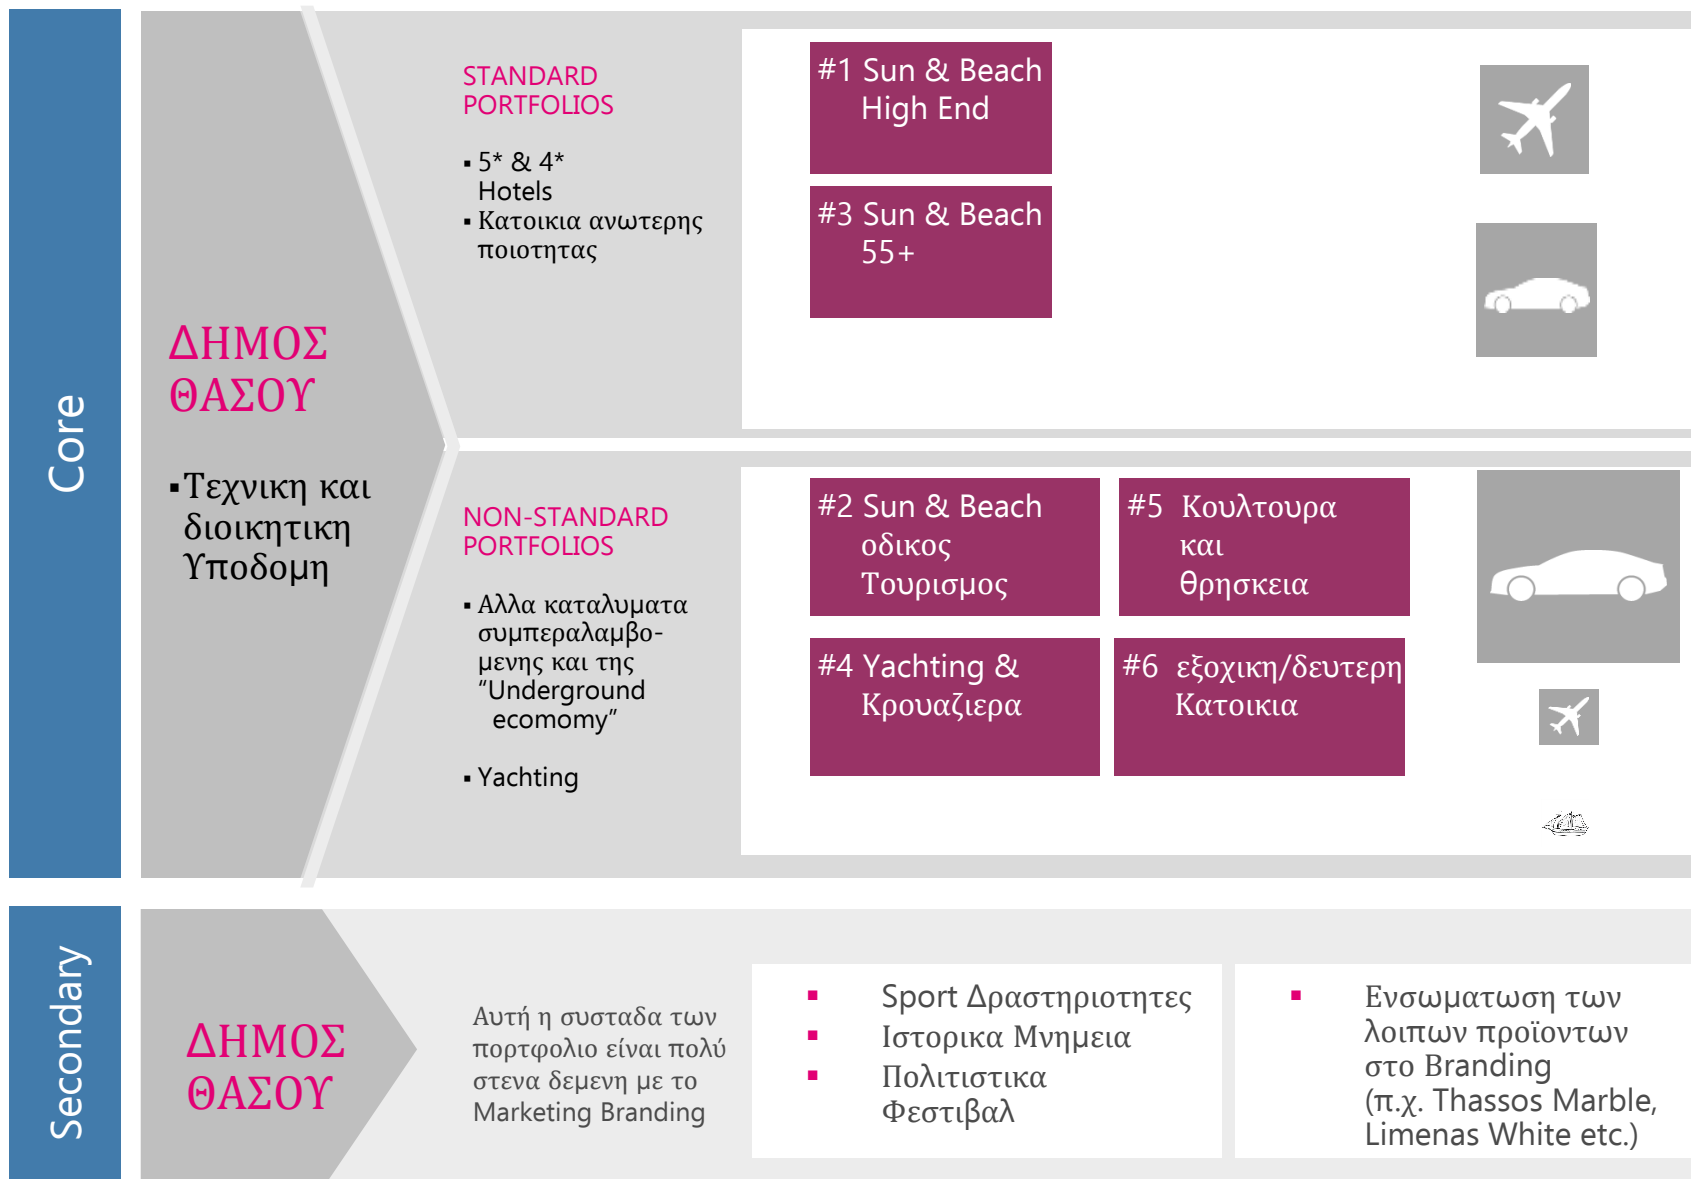 Core
ΔΗΜΟΣ
ΘΑΣΟΥ
▪Τεχνικη και
διοικητικη
Υποδομη
STANDARD
PORTFOLIOS
▪ 5* & 4*
Hotels
▪ Κατοικια ανωτερης
ποιοτητας
#1 Sun & Beach
High End
#3 Sun & Beach
55+
NON-STANDARD
PORTFOLIOS
▪ Αλλα καταλυματα
συμπεραλαμβο-
μενης και της
“Underground
ecomomy”
▪ Yachting
#2 Sun & Beach
οδικος
Τουρισμος
#5 Κουλτουρα
και
θρησκεια
#4 Yachting &
Κρουαζιερα
#6 εξοχικη/δευτερη
Κατοικια
Secondary
ΔΗΜΟΣ
ΘΑΣΟΥ
Αυτή η συσταδα των
πορτφολιο είναι πολύ
στενα δεμενη με το
Marketing Branding
▪ Sport Δραστηριοτητες
▪ Ιστορικα Μνημεια
▪ Πολιτιστικα
Φεστιβαλ
▪ Ενσωματωση των
λοιπων προϊοντων
στο Branding
(π.χ. Thassos Marble,
Limenas White etc.)